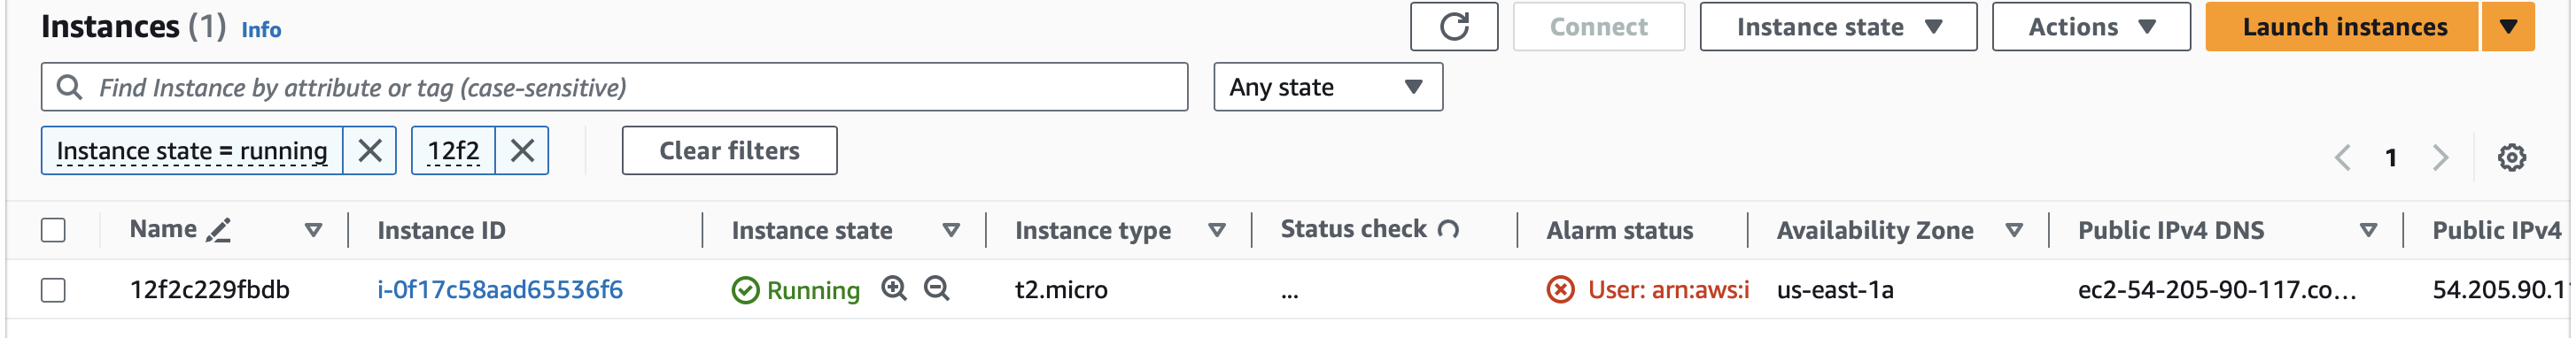 Instances (1) Info
Connect Instance state Actions Launch instances
Find Instance by attribute or tag (case-sensitive) Any state
Instance state = running 12f2 Clear filters 1
Name Instance ID Instance state Instance type Status check Alarm status Availability Zone Public IPv4 DNS Public IPv4
12f2c229fbdb i-0f17c58aad65536f6 Running t2.micro ... User: arn:aws:i us-east-1a ec2-54-205-90-117.co... 54.205.90.1